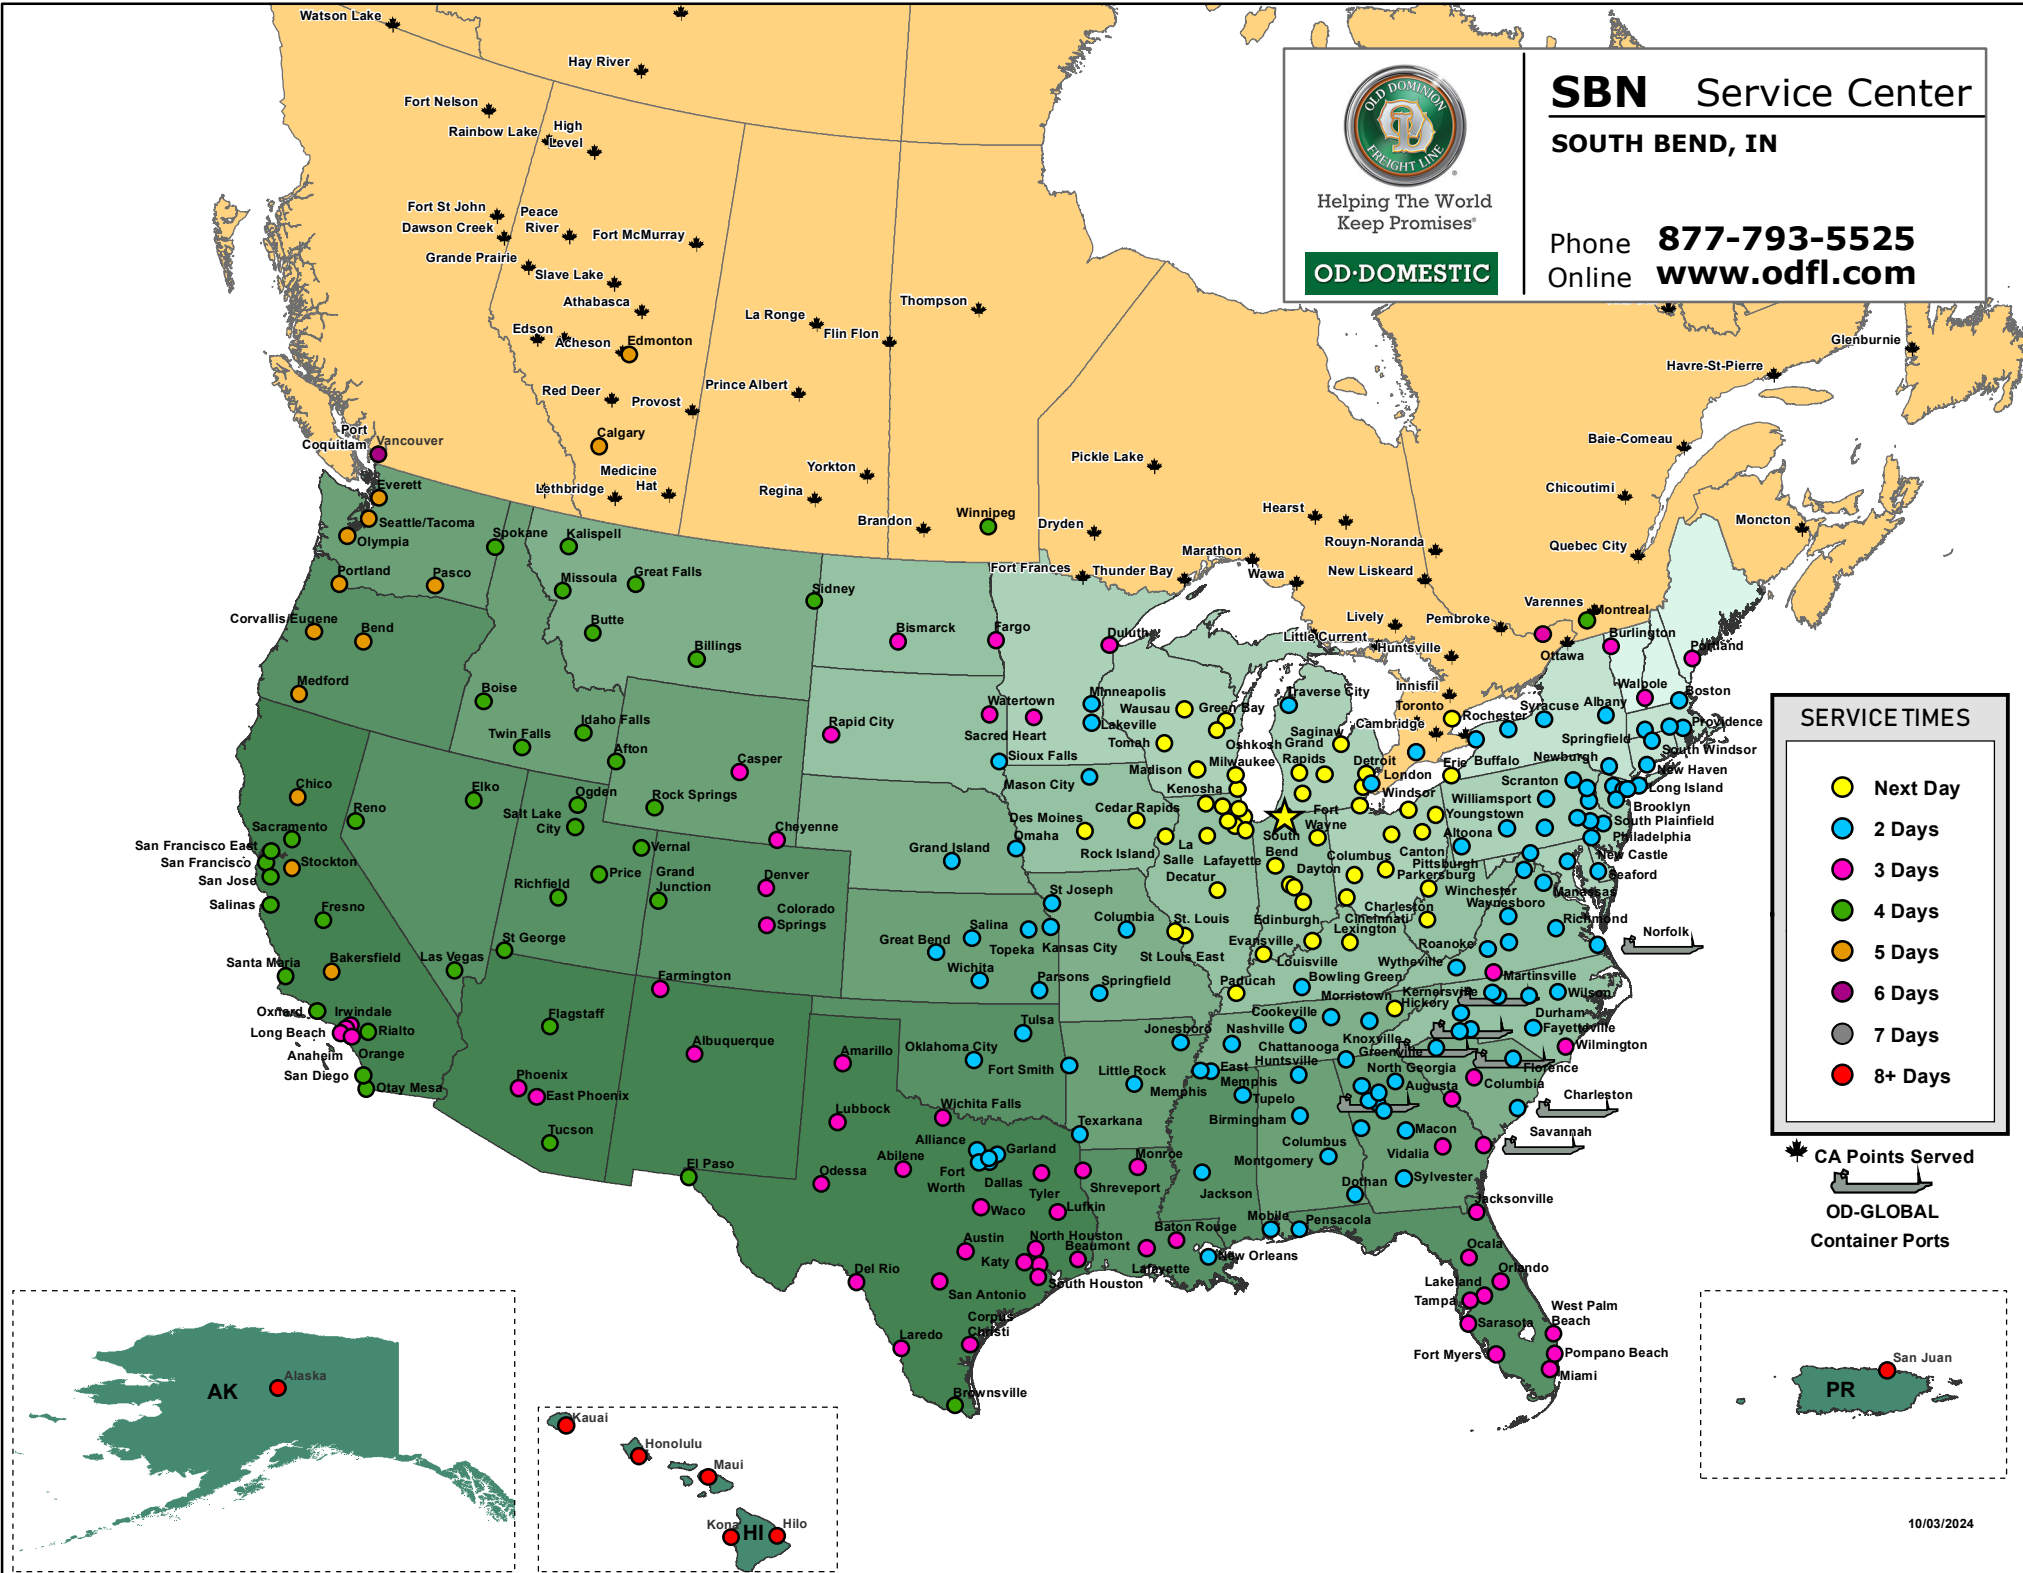 Watson Lake
Hay River
Fort Nelson
Rainbow Lake
High
Level
Fort St John
Dawson Creek
Peace
River
Fort McMurray
Grande Prairie
Slave Lake
Athabasca
Edson
Acheson
Edmonton
La Ronge
Flin Flon
Thompson
Red Deer
Provost
Prince Albert
Port
Coquitlam
Vancouver
Calgary
Medicine
Hat
Lethbridge
Yorkton
Regina
Brandon
Winnipeg
Dryden
Pickle Lake
Fort Frances
Thunder Bay
Marathon
Wawa
Hearst
Rouyn-Noranda
New Liskeard
Lively
Pembroke
Little Current
Huntsville
Innisfil
Toronto
Cambridge
Varennes
Montreal
Ottawa
Quebec City
Chicoutimi
Baie-Comeau
Havre-St-Pierre
Glenburnie
Moncton
OLD DOMINION
FREIGHT LINE
Helping The World
Keep Promises®
OD·DOMESTIC
SBN Service Center
SOUTH BEND, IN
Phone 877-793-5525
Online www.odfl.com
Everett
Seattle/Tacoma
Olympia
Spokane
Kalispell
Portland
Pasco
Missoula
Great Falls
Sidney
Corvallis/Eugene
Bend
Butte
Billings
Bismarck
Fargo
Duluth
Medford
Boise
Idaho Falls
Twin Falls
Afton
Casper
Rapid City
Watertown
Sacred Heart
Minneapolis
Lakeville
Sioux Falls
Mason City
Wausau
Green Bay
Tomah
Oshkosh
Madison
Milwaukee
Kenosha
Traverse City
Saginaw
Grand
Rapids
Detroit
London
Windsor
Erie
Buffalo
Rochester
Syracuse
Albany
Burlington
Portland
Walpole
Boston
Providence
Springfield
South Windsor
Newburgh
New Haven
Long Island
Scranton
Brooklyn
Williamsport
South Plainfield
Youngstown
Philadelphia
Altoona
New Castle
Seaford
Canton
Pittsburgh
Parkersburg
Winchester
Manassas
Waynesboro
Richmond
Norfolk
Charleston
Roanoke
Wytheville
Martinsville
Chico
Reno
Elko
Ogden
Salt Lake
City
Rock Springs
Cheyenne
Sacramento
San Francisco East
San Francisco
Stockton
San Jose
Salinas
Fresno
Vernal
Price
Grand
Junction
Richfield
Denver
Colorado
Springs
St George
Las Vegas
Santa Maria
Bakersfield
Oxnard
Irwindale
Long Beach
Rialto
Anaheim
Orange
San Diego
Otay Mesa
Flagstaff
Farmington
Albuquerque
Phoenix
East Phoenix
Tucson
El Paso
Grand Island
Omaha
Des Moines
Cedar Rapids
Rock Island
La
Salle
Lafayette
Decatur
South
Bend
Fort
Wayne
Columbus
Dayton
Edinburgh
Cincinnati
Lexington
Evansville
Louisville
St Joseph
Salina
Topeka
Kansas City
Columbia
St. Louis
St Louis East
Great Bend
Wichita
Parsons
Springfield
Paducah
Bowling Green
Morristown
Hickory
Kernersville
Wilson
Durham
Fayetteville
Wilmington
Tulsa
Jonesboro
Nashville
Cookeville
Knoxville
Chattanooga
Greenville
Florence
Oklahoma City
Fort Smith
Little Rock
Memphis
East
Memphis
Huntsville
North Georgia
Augusta
Columbia
Charleston
Savannah
Tupelo
Birmingham
Columbus
Macon
Vidalia
Montgomery
Sylvester
Dothan
Amarillo
Lubbock
Wichita Falls
Texarkana
Alliance
Garland
Abilene
Odessa
Fort
Worth
Dallas
Tyler
Shreveport
Monroe
Jackson
Waco
Lufkin
Austin
North Houston
Beaumont
Katy
South Houston
Baton Rouge
Lafayette
New Orleans
Mobile
Pensacola
Del Rio
San Antonio
Corpus
Christi
Laredo
Brownsville
Jacksonville
Ocala
Orlando
Lakeland
Tampa
Sarasota
Fort Myers
West Palm
Beach
Pompano Beach
Miami
SERVICE TIMES
Next Day
2 Days
3 Days
4 Days
5 Days
6 Days
7 Days
8+ Days
CA Points Served
OD-GLOBAL
Container Ports
AK
Alaska
Kauai
Honolulu
Maui
Kona
HI
Hilo
San Juan
PR
10/03/2024